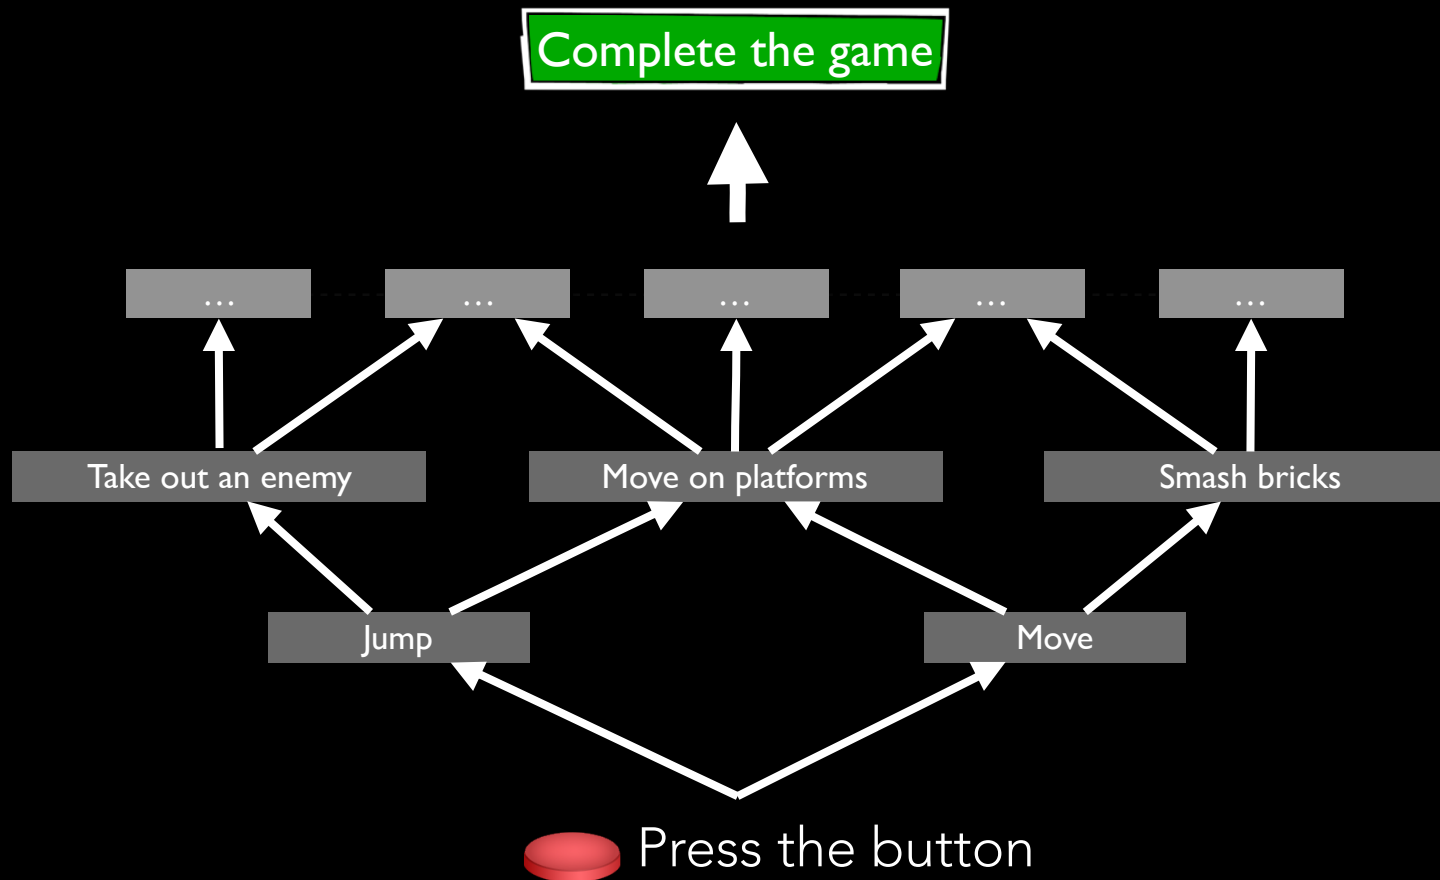 Complete the game
… … … … …
Take out an enemy Move on platforms Smash bricks
Jump Move
Press the button